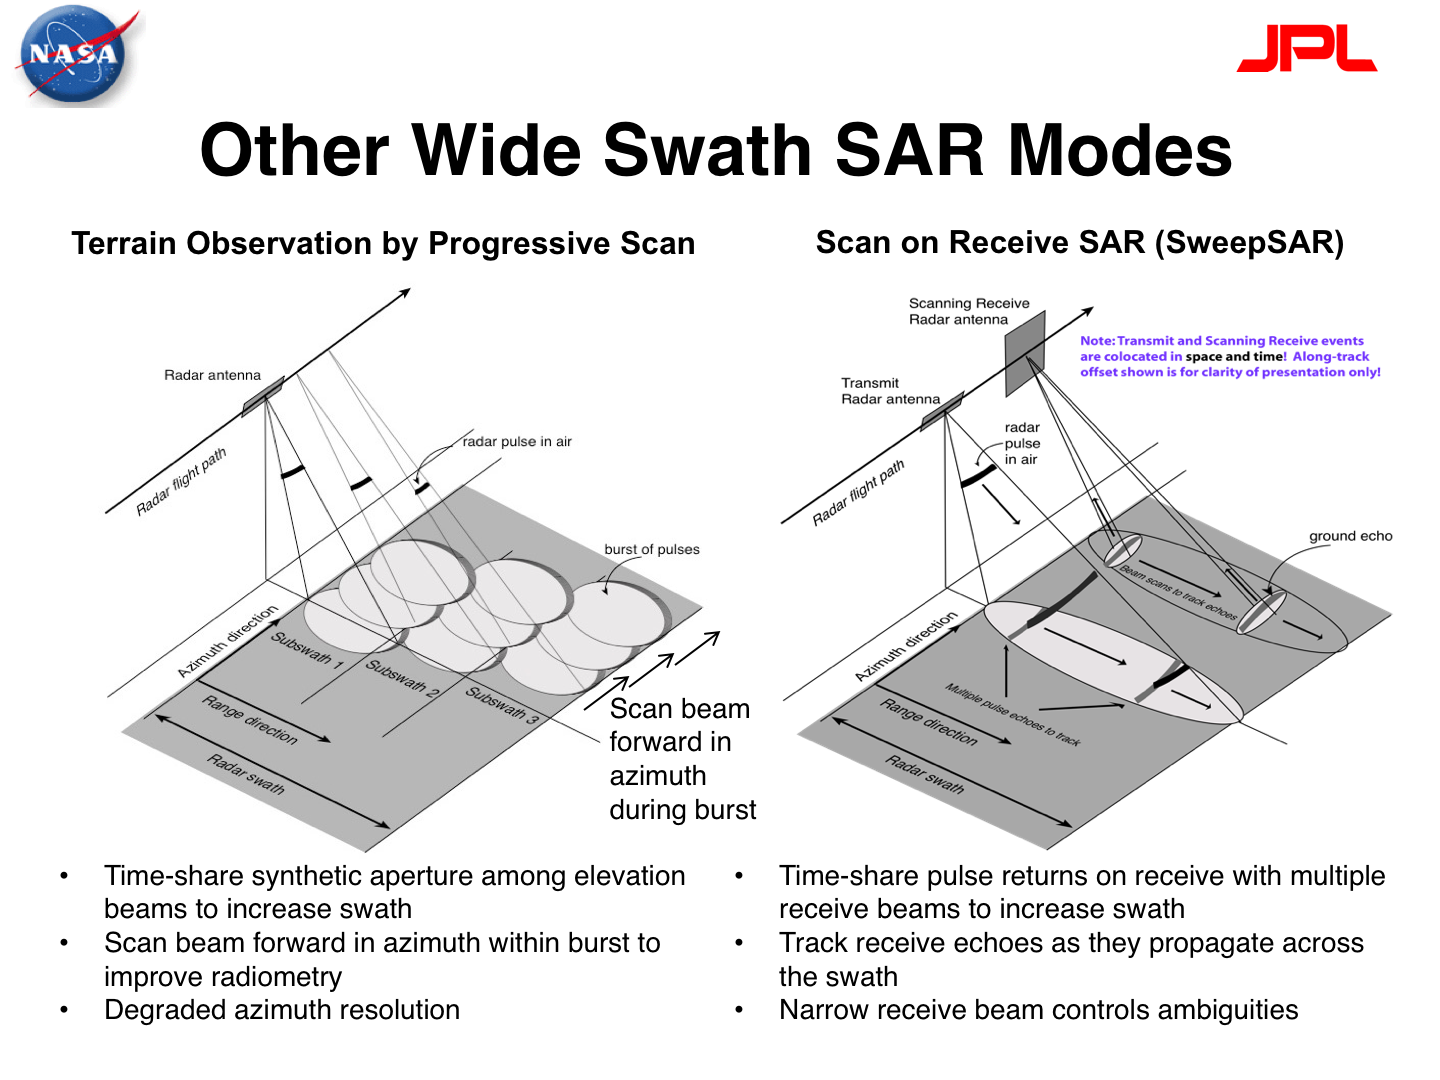 NASA
JPL
Other Wide Swath SAR Modes
Terrain Observation by Progressive Scan
Radar antenna
Radar flight path
radar pulse in air
burst of pulses
Azimuth direction
Subswath 1
Subswath 2
Subswath 3
Range direction
Radar swath
Scan beam
forward in
azimuth
during burst
• Time-share synthetic aperture among elevation
beams to increase swath
• Scan beam forward in azimuth within burst to
improve radiometry
• Degraded azimuth resolution
Scan on Receive SAR (SweepSAR)
Scanning Receive
Radar antenna
Note: Transmit and Scanning Receive events
are colocated in space and time! Along-track
offset shown is for clarity of presentation only!
Transmit
Radar antenna
radar
pulse
in air
Radar flight path
ground echo
Beam scans to track echoes
Azimuth direction
Multiple pulse echoes to track
Range direction
Radar swath
• Time-share pulse returns on receive with multiple
receive beams to increase swath
• Track receive echoes as they propagate across
the swath
• Narrow receive beam controls ambiguities